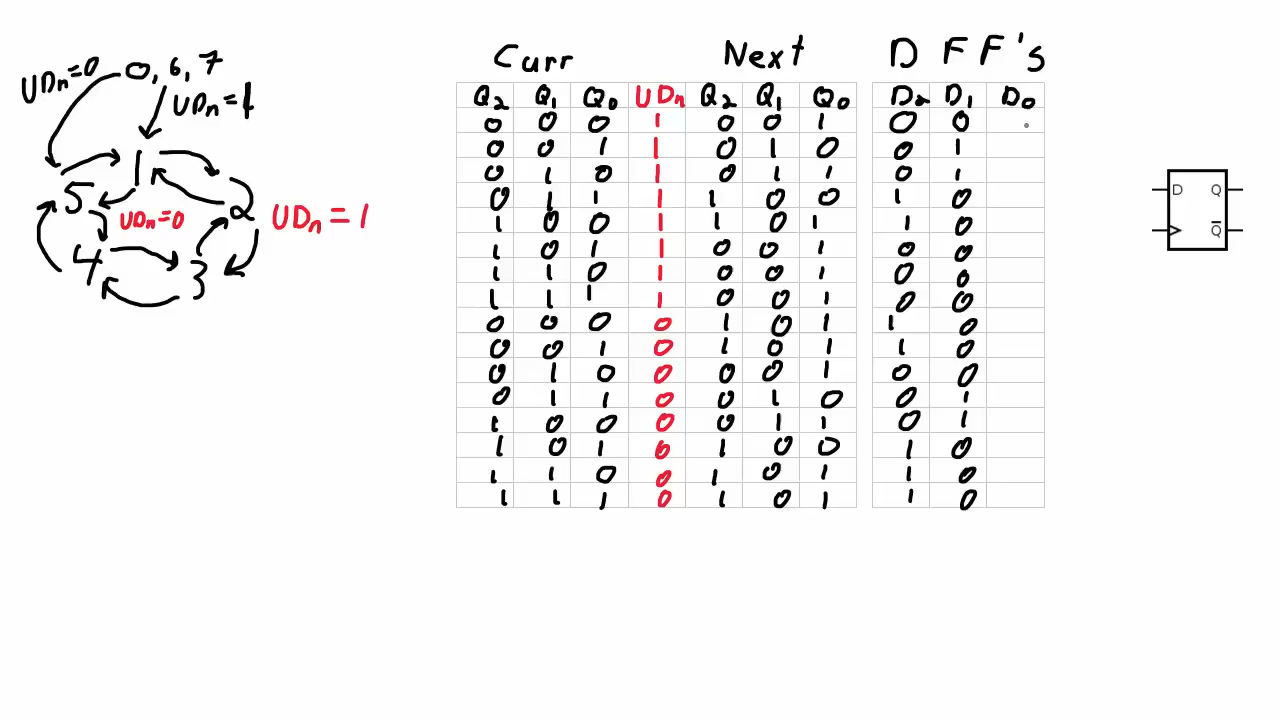 Curr Next D FF's
UDn=0 0, 6, 7
UDn=1
1
5 2
UDn=0 UDn=1
4 3
Q2 Q1 Q0 UDn Q2 Q1 Q0 D2 D1 D0
0 0 0 1 0 0 1 0 0
0 0 1 1 0 1 0 0 1
0 1 0 1 0 1 1 0 1
0 1 1 1 1 0 0 1 0
1 0 0 1 1 0 1 1 0
1 0 1 1 0 0 1 0 0
1 1 0 1 0 0 1 0 0
1 1 1 1 0 0 1 0 0
0 0 0 0 1 0 1 1 0
0 0 1 0 1 0 1 1 0
0 1 0 0 0 0 1 0 0
0 1 1 0 0 1 0 0 1
1 0 0 0 0 1 1 0 1
1 0 1 0 1 0 0 1 0
1 1 0 0 1 0 1 1 0
1 1 1 0 1 0 1 1 0
D Q
Q̅